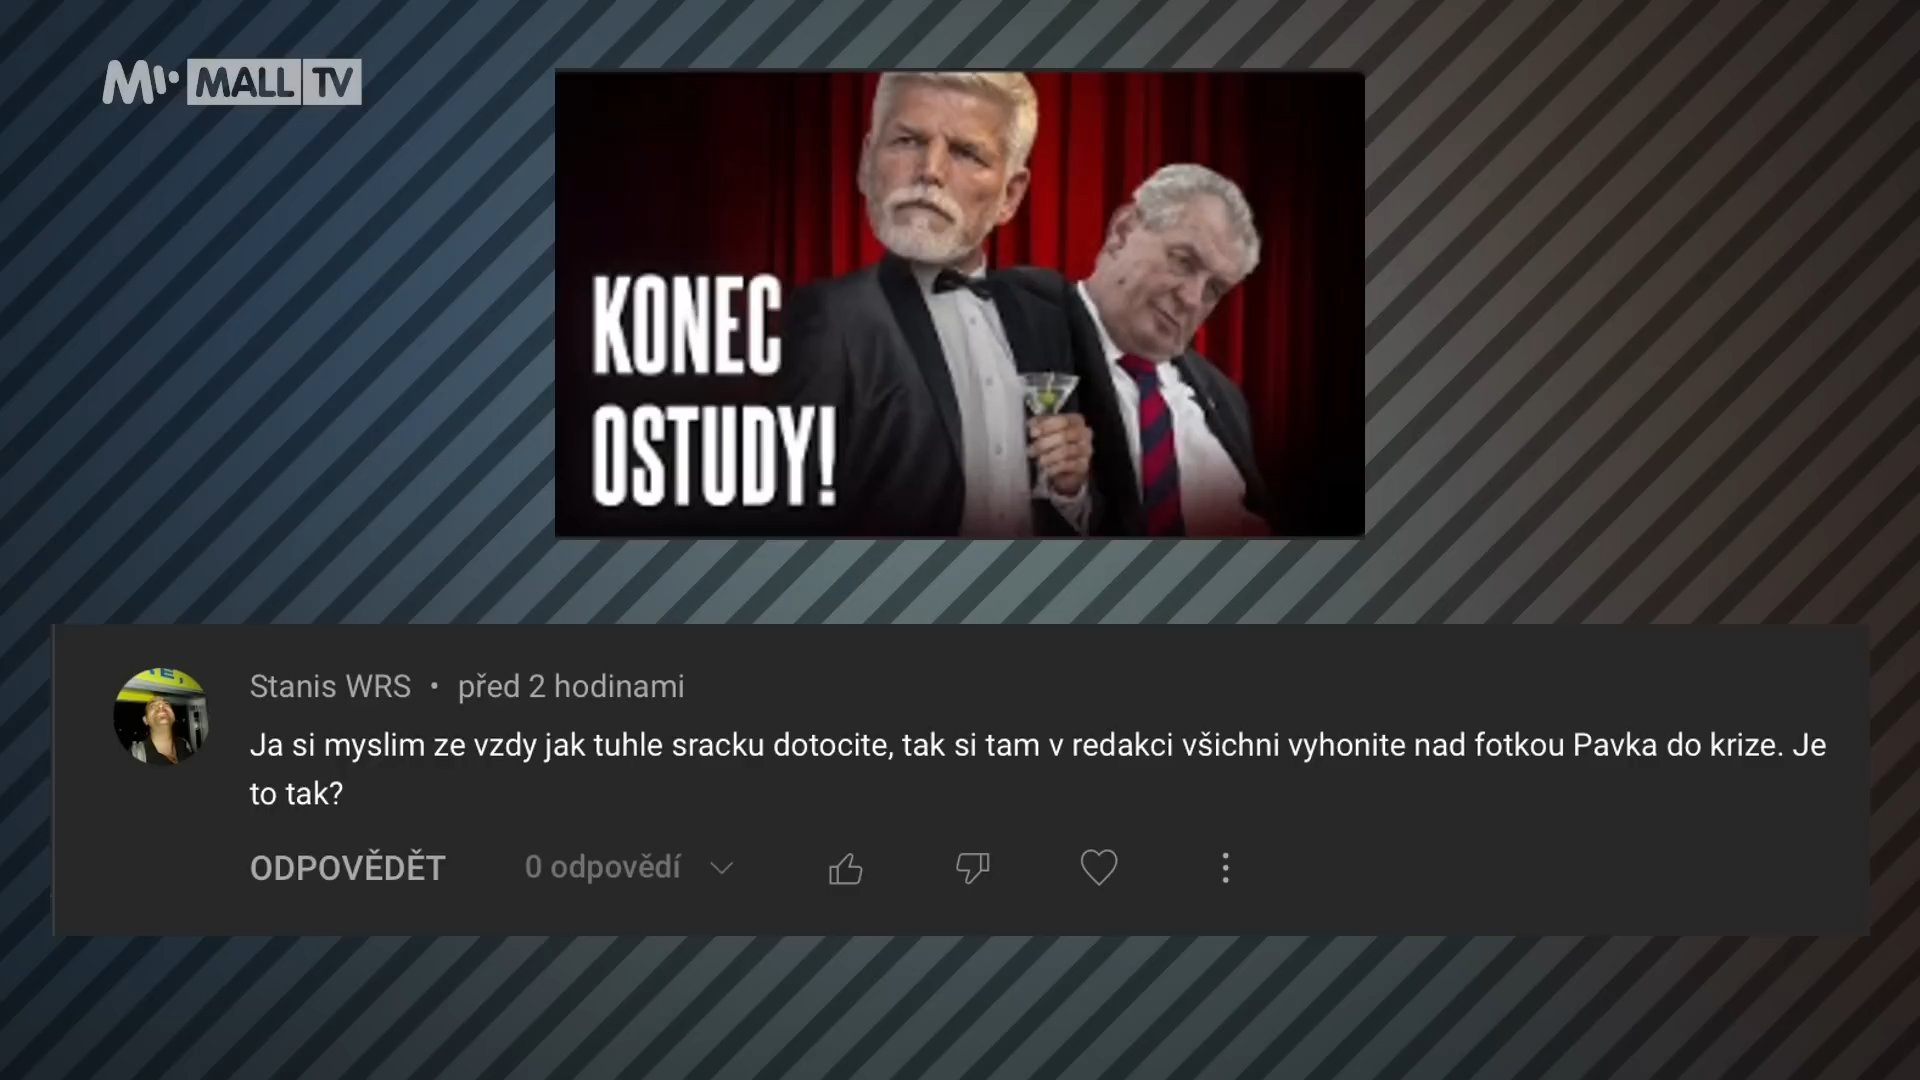 MALL TV
KONEC
OSTUDY!
Stanis WRS • před 2 hodinami
Ja si myslim ze vzdy jak tuhle sracku dotocite, tak si tam v redakci všichni vyhonite nad fotkou Pavka do krize. Je
to tak?
ODPOVĚDĚT 0 odpovědí